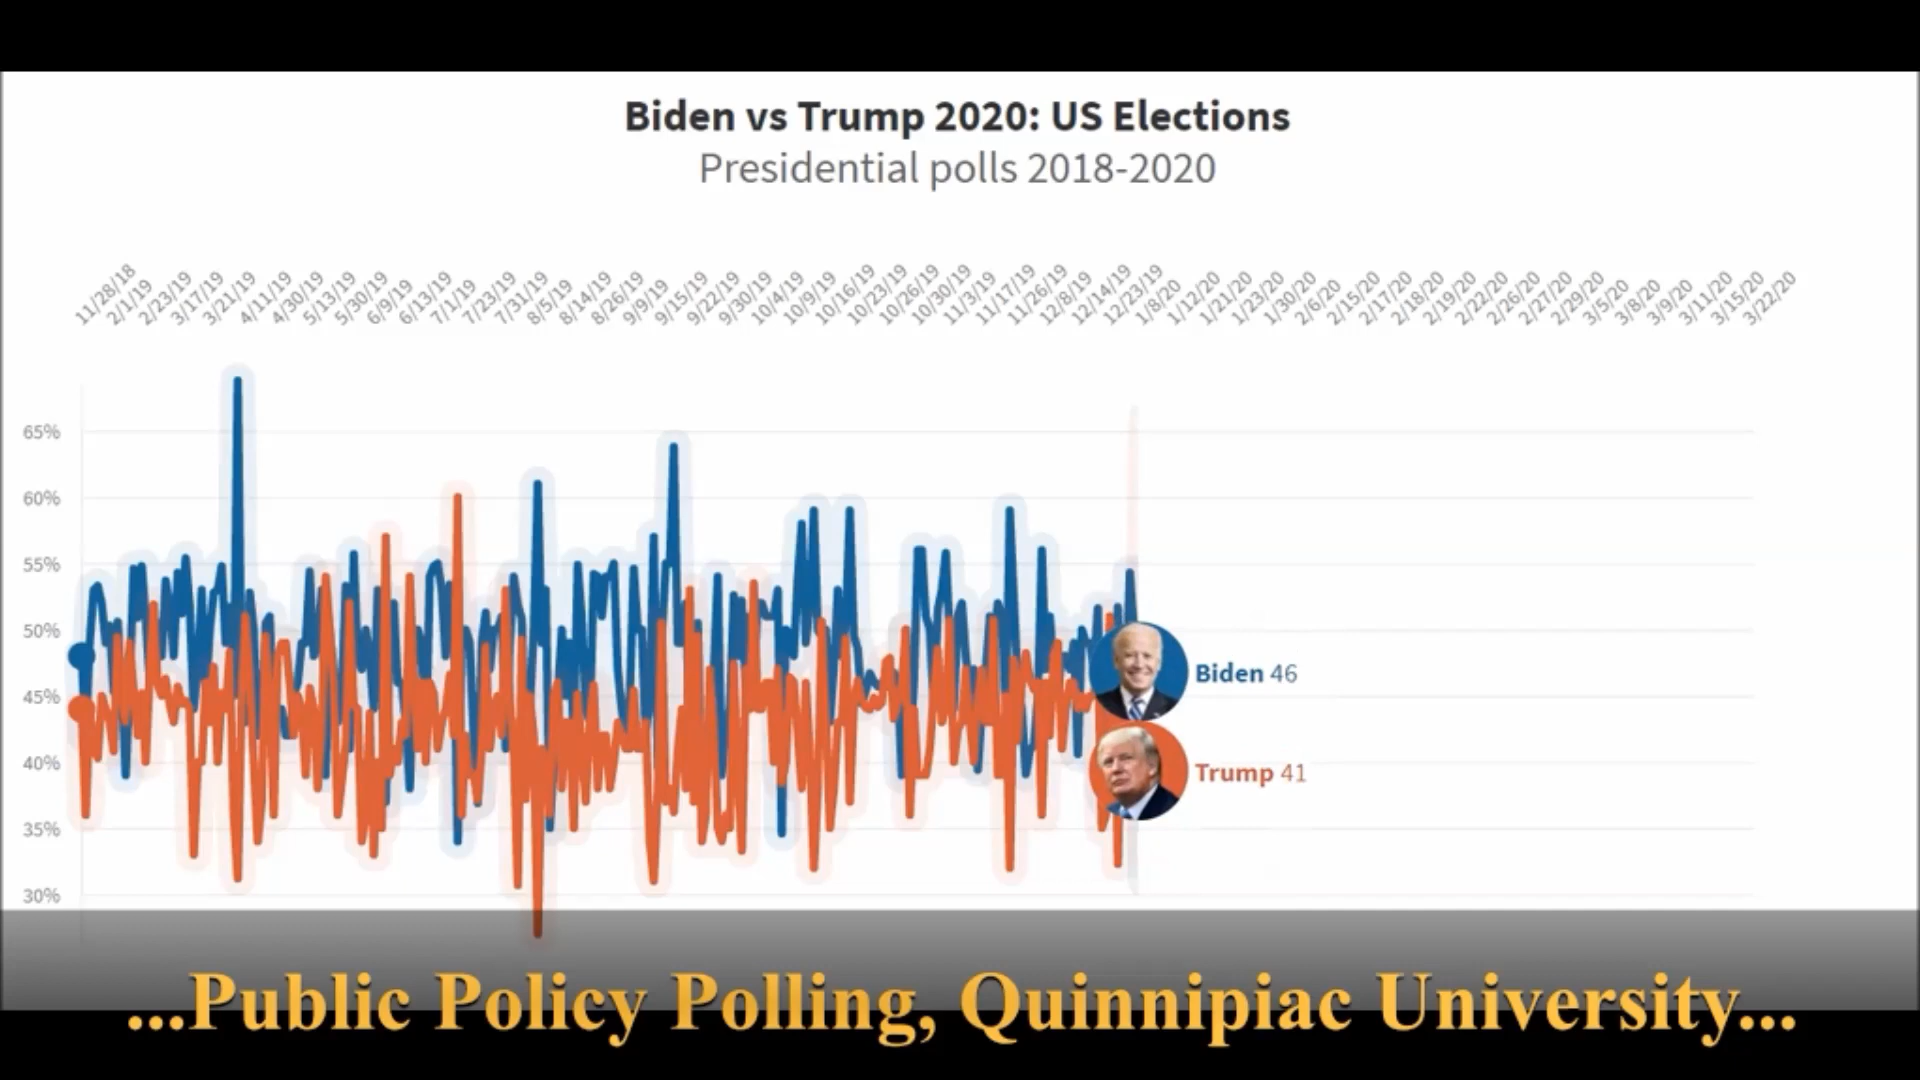 Biden vs Trump 2020: US Elections
Presidential polls 2018-2020
11/28/18 2/1/19 2/23/19 3/17/19 3/21/19 4/11/19 4/30/19 5/13/19 5/30/19 6/9/19 6/13/19 7/1/19 7/23/19 7/31/19 8/5/19 8/14/19 8/26/19 9/9/19 9/15/19 9/22/19 9/30/19 10/4/19 10/9/19 10/16/19 10/23/19 10/26/19 10/30/19 11/3/19 11/17/19 11/26/19 12/8/19 12/14/19 12/23/19 1/8/20 1/12/20 1/21/20 1/23/20 1/30/20 2/6/20 2/15/20 2/17/20 2/18/20 2/19/20 2/22/20 2/26/20 2/27/20 2/29/20 3/5/20 3/8/20 3/9/20 3/11/20 3/15/20 3/22/20
65%
60%
55%
50%
Biden 46
45%
40%
Trump 41
35%
30%
...Public Policy Polling, Quinnipiac University...